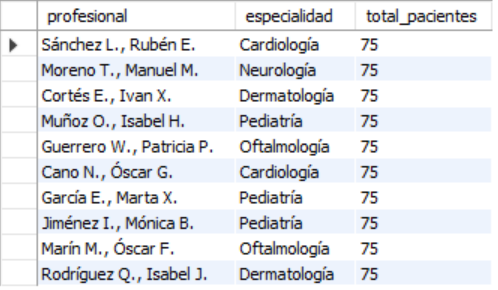 profesional especialidad total_pacientes
Sánchez L., Rubén E. Cardiología 75
Moreno T., Manuel M. Neurología 75
Cortés E., Ivan X. Dermatología 75
Muñoz O., Isabel H. Pediatría 75
Guerrero W., Patricia P. Oftalmología 75
Cano N., Óscar G. Cardiología 75
García E., Marta X. Pediatría 75
Jiménez I., Mónica B. Pediatría 75
Marín M., Óscar F. Oftalmología 75
Rodríguez Q., Isabel J. Dermatología 75